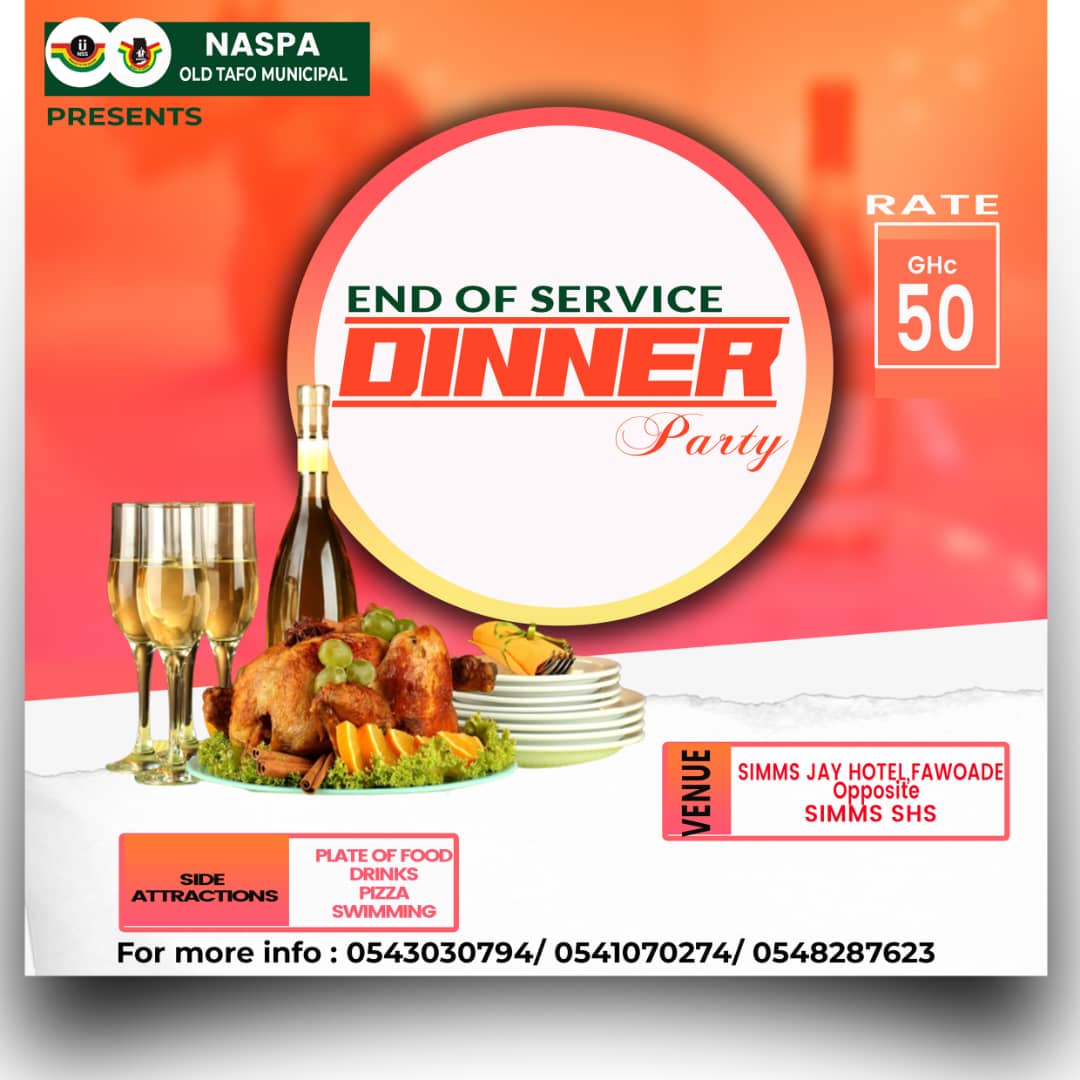 NSS
NASPA
OLD TAFO MUNICIPAL
PRESENTS
RATE
GHc
50
END OF SERVICE
DINNER
Party
VENUE
SIMMS JAY HOTEL,FAWOADE
Opposite
SIMMS SHS
SIDE
ATTRACTIONS
PLATE OF FOOD
DRINKS
PIZZA
SWIMMING
For more info : 0543030794/ 0541070274/ 0548287623